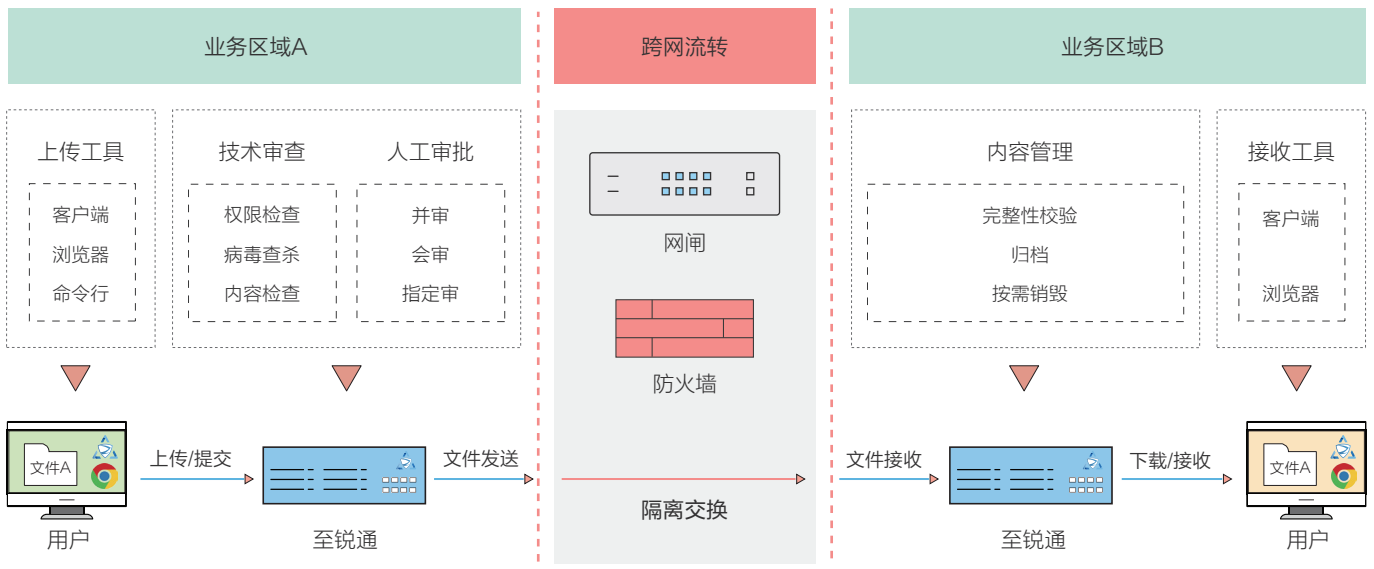 业务区域A
跨网流转
业务区域B
上传工具
客户端
浏览器
命令行
技术审查
权限检查
病毒查杀
内容检查
人工审批
并审
会审
指定审
网闸
防火墙
内容管理
完整性校验
归档
按需销毁
接收工具
客户端
浏览器
文件A
用户
上传/提交
至锐通
文件发送
隔离交换
文件接收
至锐通
下载/接收
文件A
用户